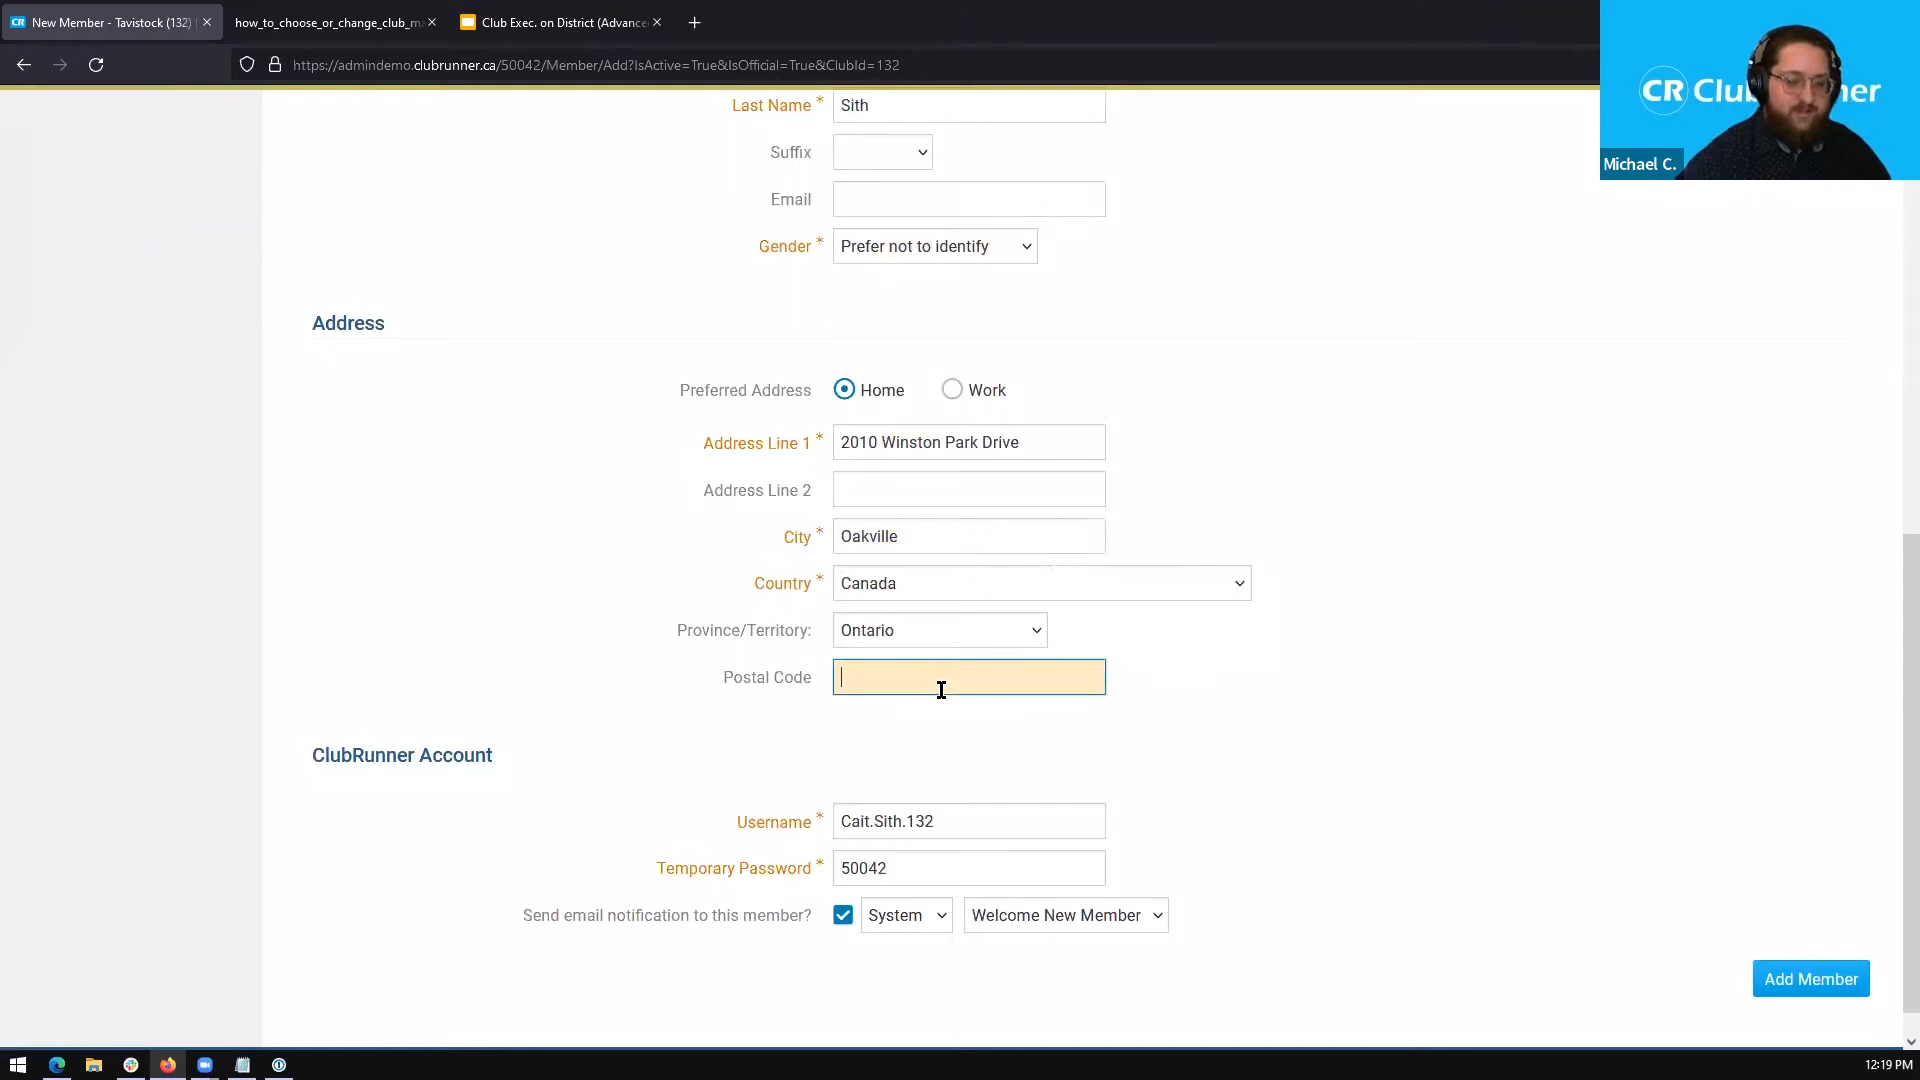 New Member - Tavistock (132)
how_to_choose_or_change_club_m
Club Exec. on District (Advance
https://admindemo.clubrunner.ca/50042/Member/Add?IsActive=True&IsOfficial=True&ClubId=132
CR Clu ner
Michael C.
Last Name * Sith
Suffix
Email
Gender * Prefer not to identify
Address
Preferred Address Home Work
Address Line 1 * 2010 Winston Park Drive
Address Line 2
City * Oakville
Country * Canada
Province/Territory: Ontario
Postal Code
ClubRunner Account
Username * Cait.Sith.132
Temporary Password * 50042
Send email notification to this member? System Welcome New Member
Add Member
12:19 PM